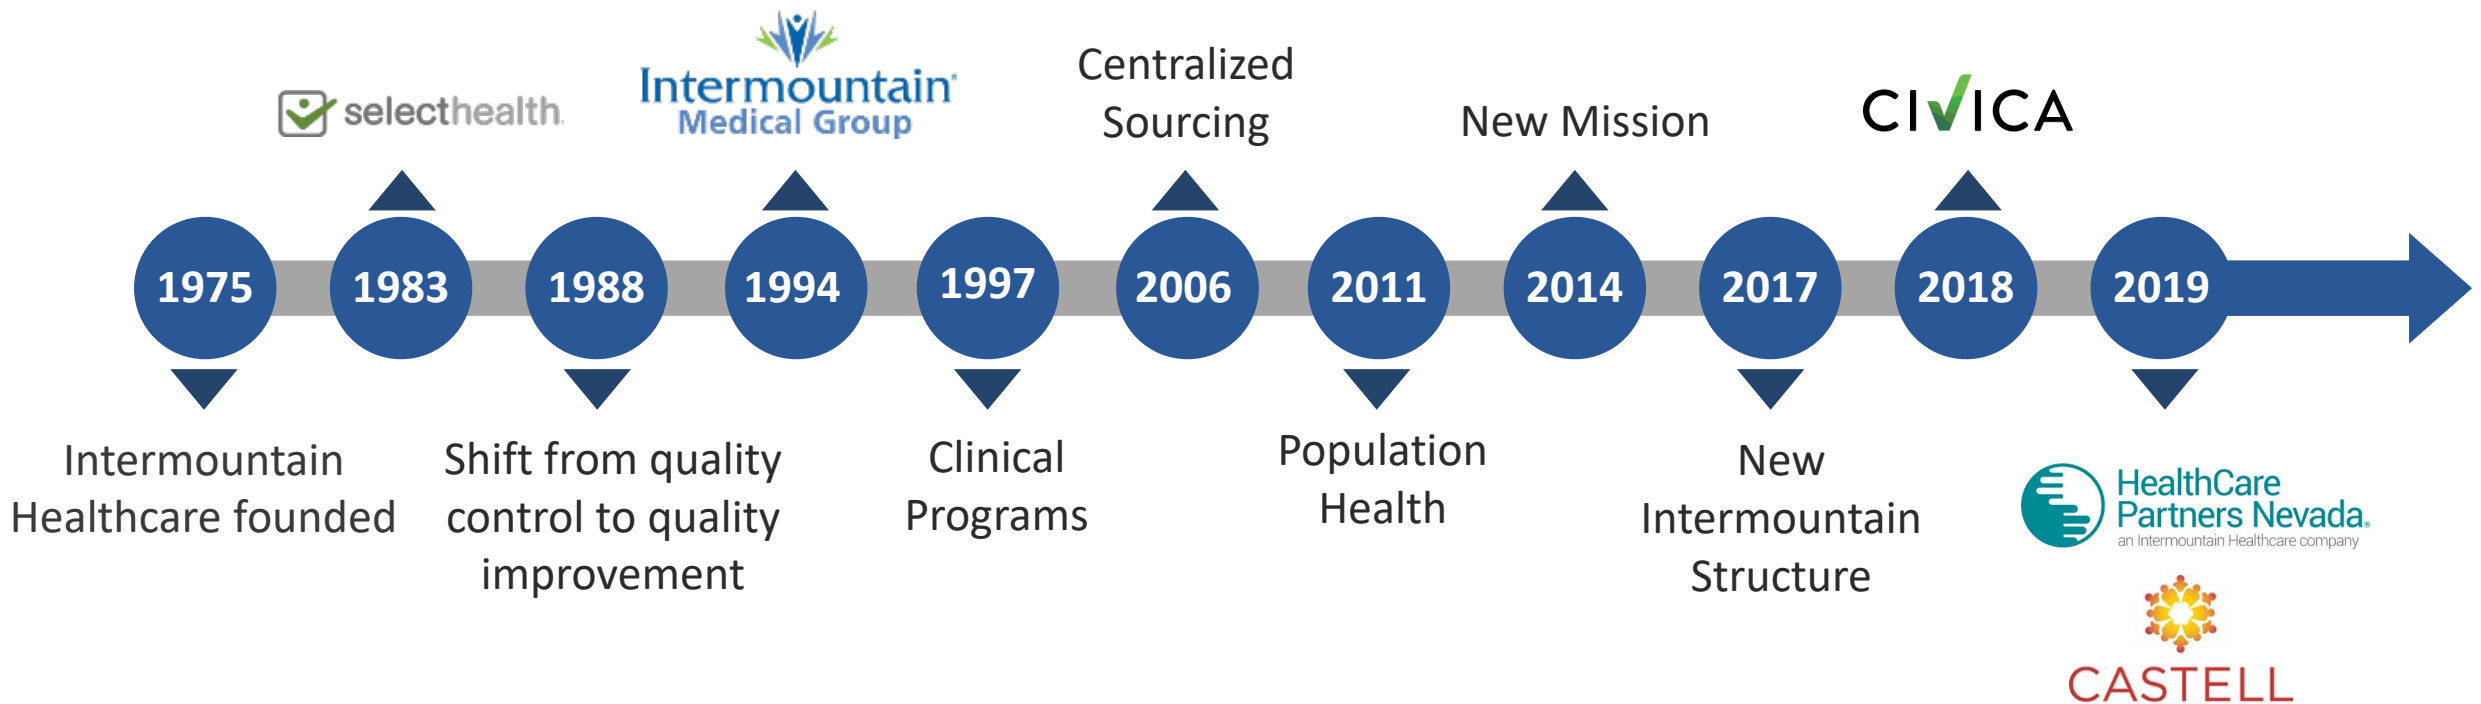 selecthealth.
Intermountain®
Medical Group
Centralized
Sourcing
New Mission
CIVICA
1975
1983
1988
1994
1997
2006
2011
2014
2017
2018
2019
Intermountain
Healthcare founded
Shift from quality
control to quality
improvement
Clinical
Programs
Population
Health
New
Intermountain
Structure
HealthCare
Partners Nevada®
an Intermountain Healthcare company
CASTELL